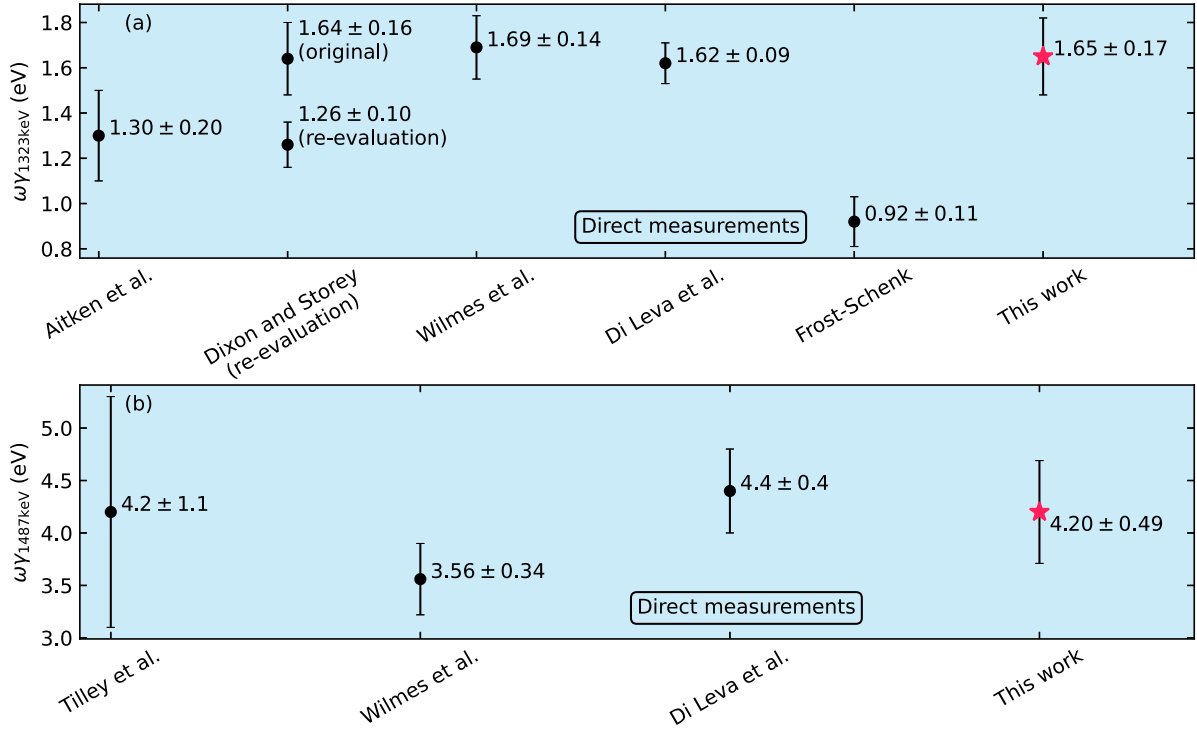 (a)
ωγ1323keV (eV)
1.8
1.6
1.4
1.2
1.0
0.8
1.30 ± 0.20
1.64 ± 0.16
(original)
1.26 ± 0.10
(re-evaluation)
1.69 ± 0.14
1.62 ± 0.09
0.92 ± 0.11
1.65 ± 0.17
Direct measurements
Aitken et al.
Dixon and Storey
(re-evaluation)
Wilmes et al.
Di Leva et al.
Frost-Schenk
This work
(b)
ωγ1487keV (eV)
5.0
4.5
4.0
3.5
3.0
4.2 ± 1.1
3.56 ± 0.34
4.4 ± 0.4
4.20 ± 0.49
Direct measurements
Tilley et al.
Wilmes et al.
Di Leva et al.
This work